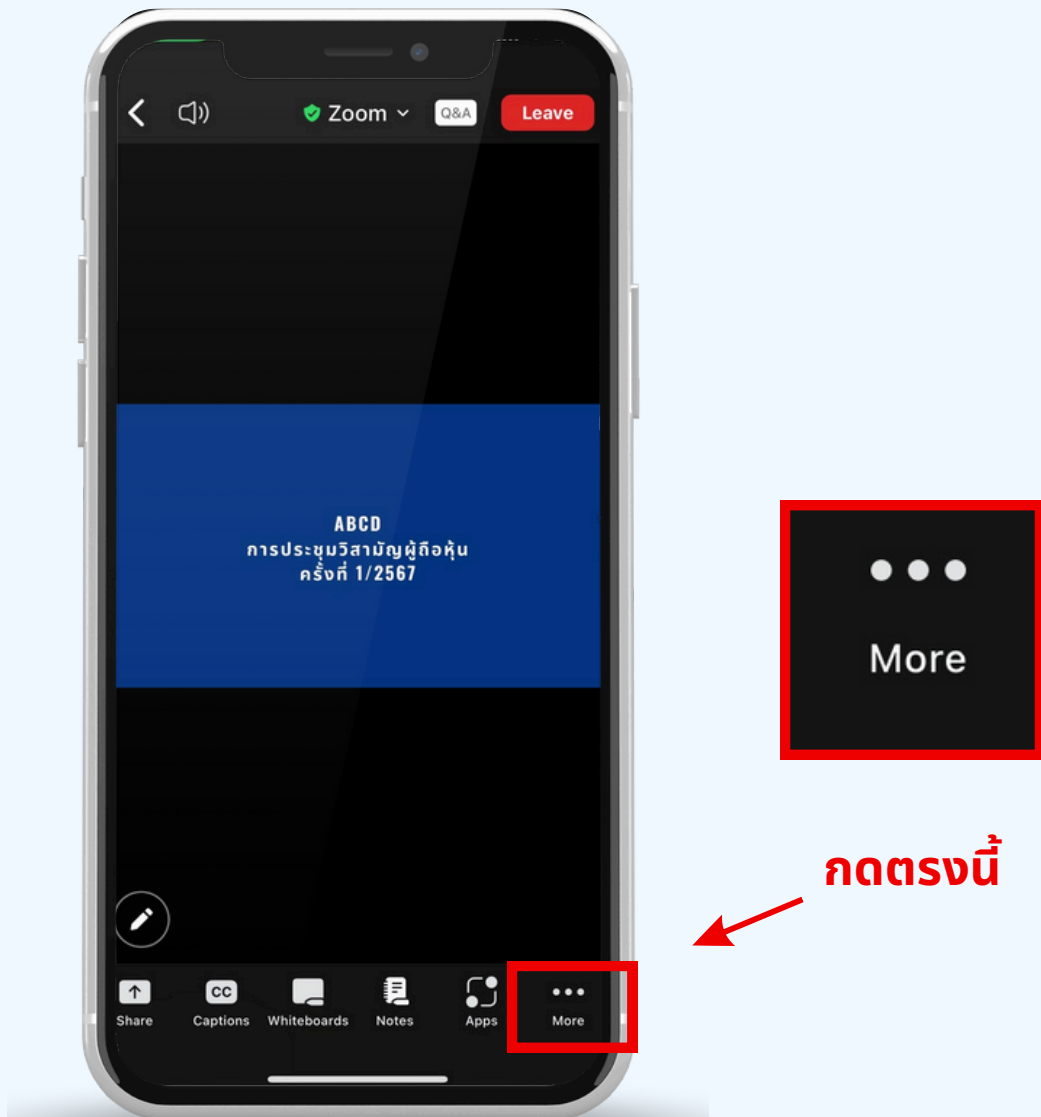 Zoom
Q&A
Leave
ABCD
การประชุมวิสามัญผู้ถือหุ้น
ครั้งที่ 1/2567
More
กดตรงนี้
CC
Share
Captions
Whiteboards
Notes
Apps
More